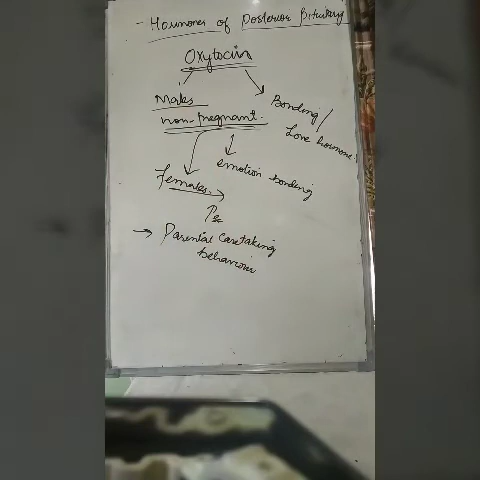 - Hormones of Posterior Pituitary
Oxytocin
Males
non-pregnant.
Bonding/
Love hormone.
emotion bonding
Females
→ Parental Caretaking
behaviour